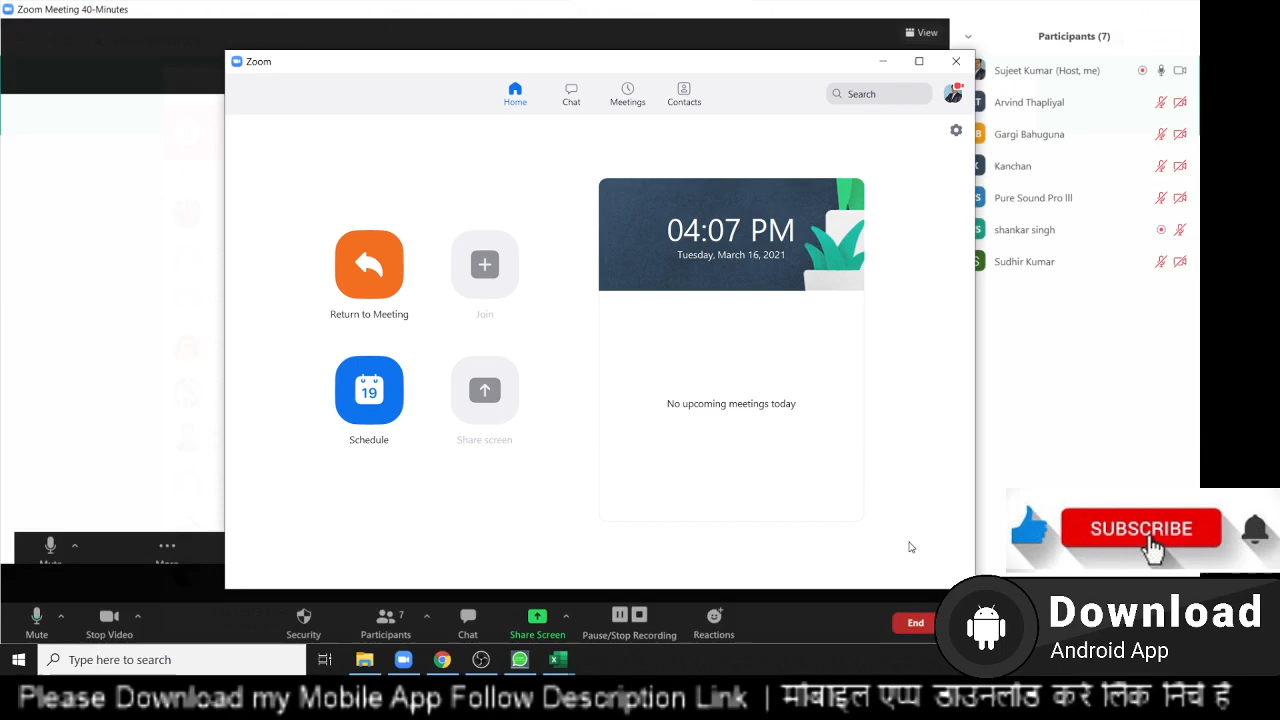 Zoom Meeting 40-Minutes
View
Participants (7)
Zoom
Home
Chat
Meetings
Contacts
Search
Sujeet Kumar (Host, me)
T
Arvind Thapliyal
B
Gargi Bahuguna
K
Kanchan
S
Pure Sound Pro lll
S
shankar singh
S
Sudhir Kumar
04:07 PM
Tuesday, March 16, 2021
Return to Meeting
Join
19
Schedule
Share screen
No upcoming meetings today
SUBSCRIBE
Download
Android App
Mute
Stop Video
Security
7
Participants
Chat
Share Screen
Pause/Stop Recording
Reactions
End
Type here to search
Please Download my Mobile App Follow Description Link | मोबाइल एप्प डाउनलोड करें लिंक निचे है